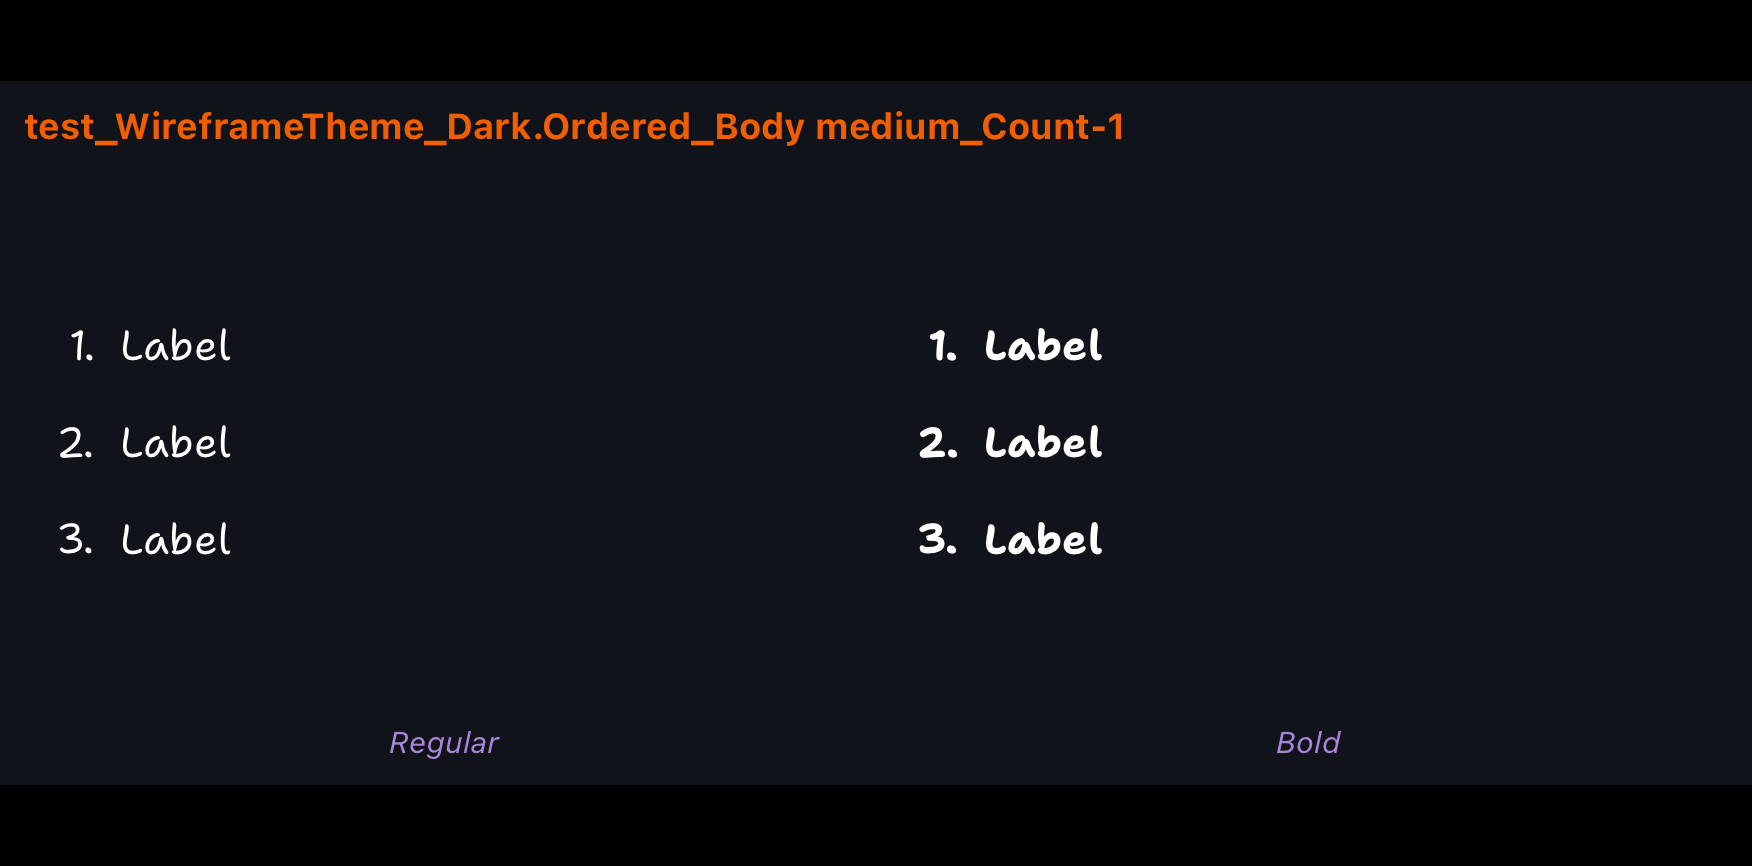 test_WireframeTheme_Dark.Ordered_Body medium_Count-1
1. Label
2. Label
3. Label
1. Label
2. Label
3. Label
Regular
Bold